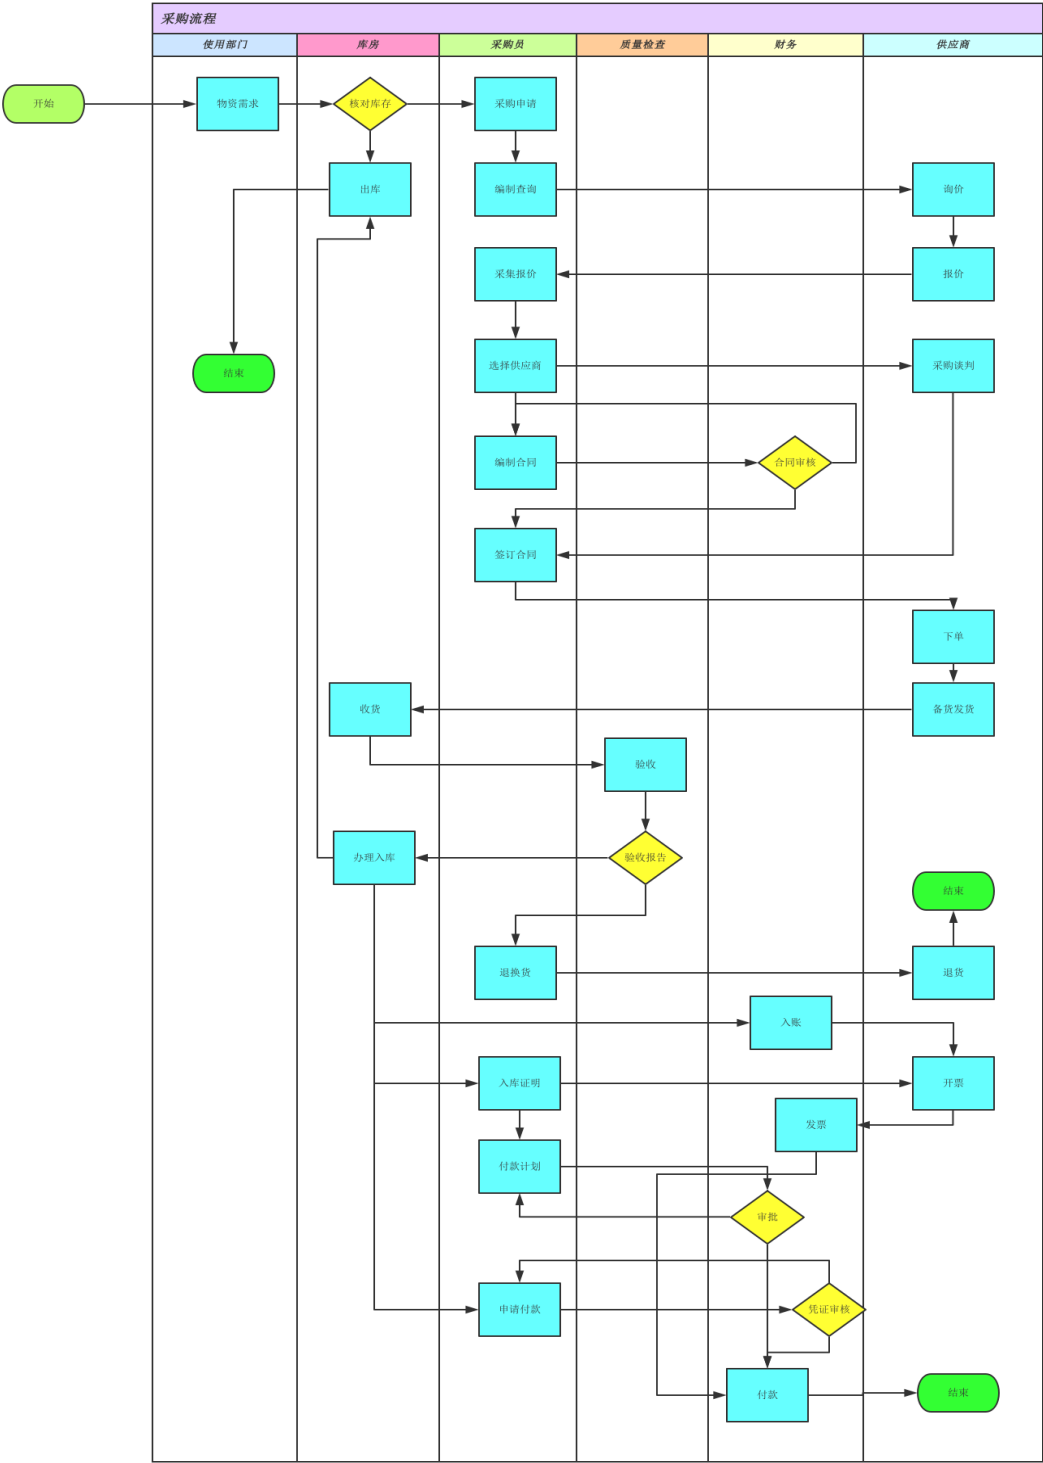 采购流程
使用部门
库房
采购员
质量检查
财务
供应商
开始
物资需求
核对库存
采购申请
出库
编制查询
询价
采集报价
报价
结束
选择供应商
采购谈判
编制合同
合同审核
签订合同
下单
收货
备货发货
验收
办理入库
验收报告
结束
退换货
退货
入账
入库证明
开票
发票
付款计划
审批
申请付款
凭证审核
付款
结束